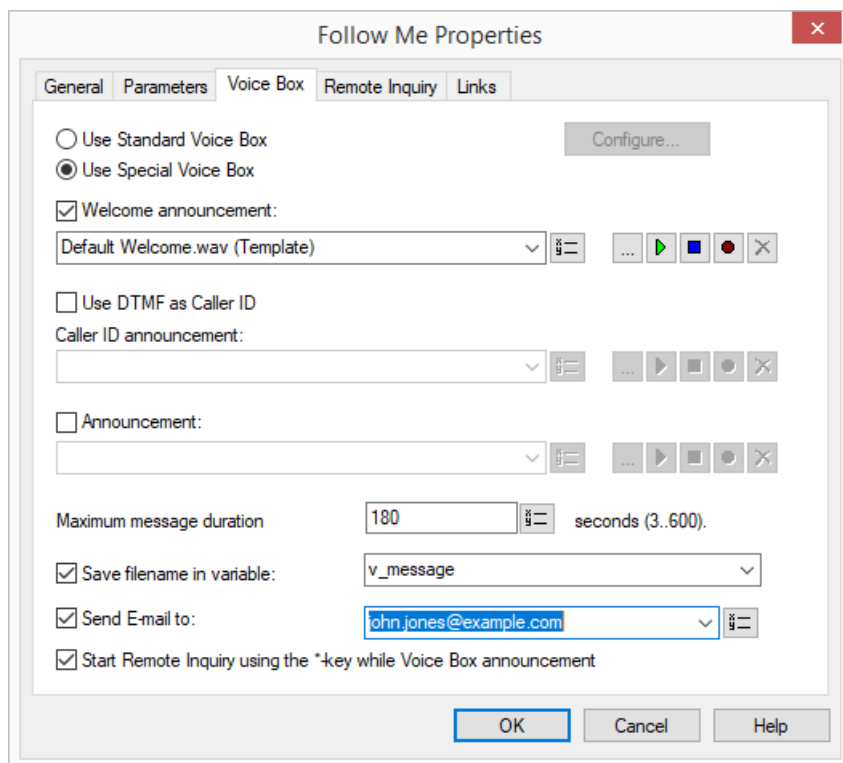 Follow Me Properties
General Parameters Voice Box Remote Inquiry Links
Use Standard Voice Box Configure...
Use Special Voice Box
Welcome announcement:
Default Welcome.wav (Template) ...
Use DTMF as Caller ID
Caller ID announcement:
...
Announcement:
...
Maximum message duration 180 seconds (3..600).
Save filename in variable: v_message
Send E-mail to: john.jones@example.com
Start Remote Inquiry using the *-key while Voice Box announcement
OK Cancel Help